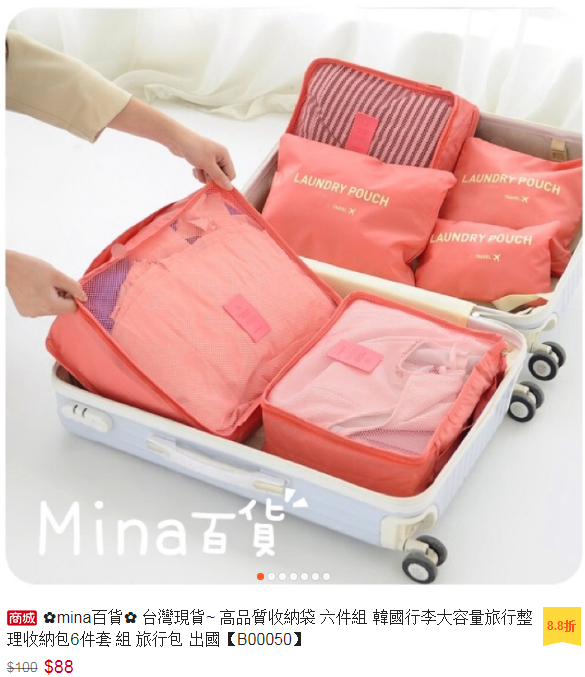 LAUNDRY POUCH
TRAVEL
LAUNDRY POUCH
TRAVEL
LAUNDRY POUCH
TRAVEL
Mina百貨
商城 ✿mina百貨✿ 台灣現貨~ 高品質收納袋 六件組 韓國行李大容量旅行整
理收納包6件套 組 旅行包 出國【B00050】
8.8折
$100 $88